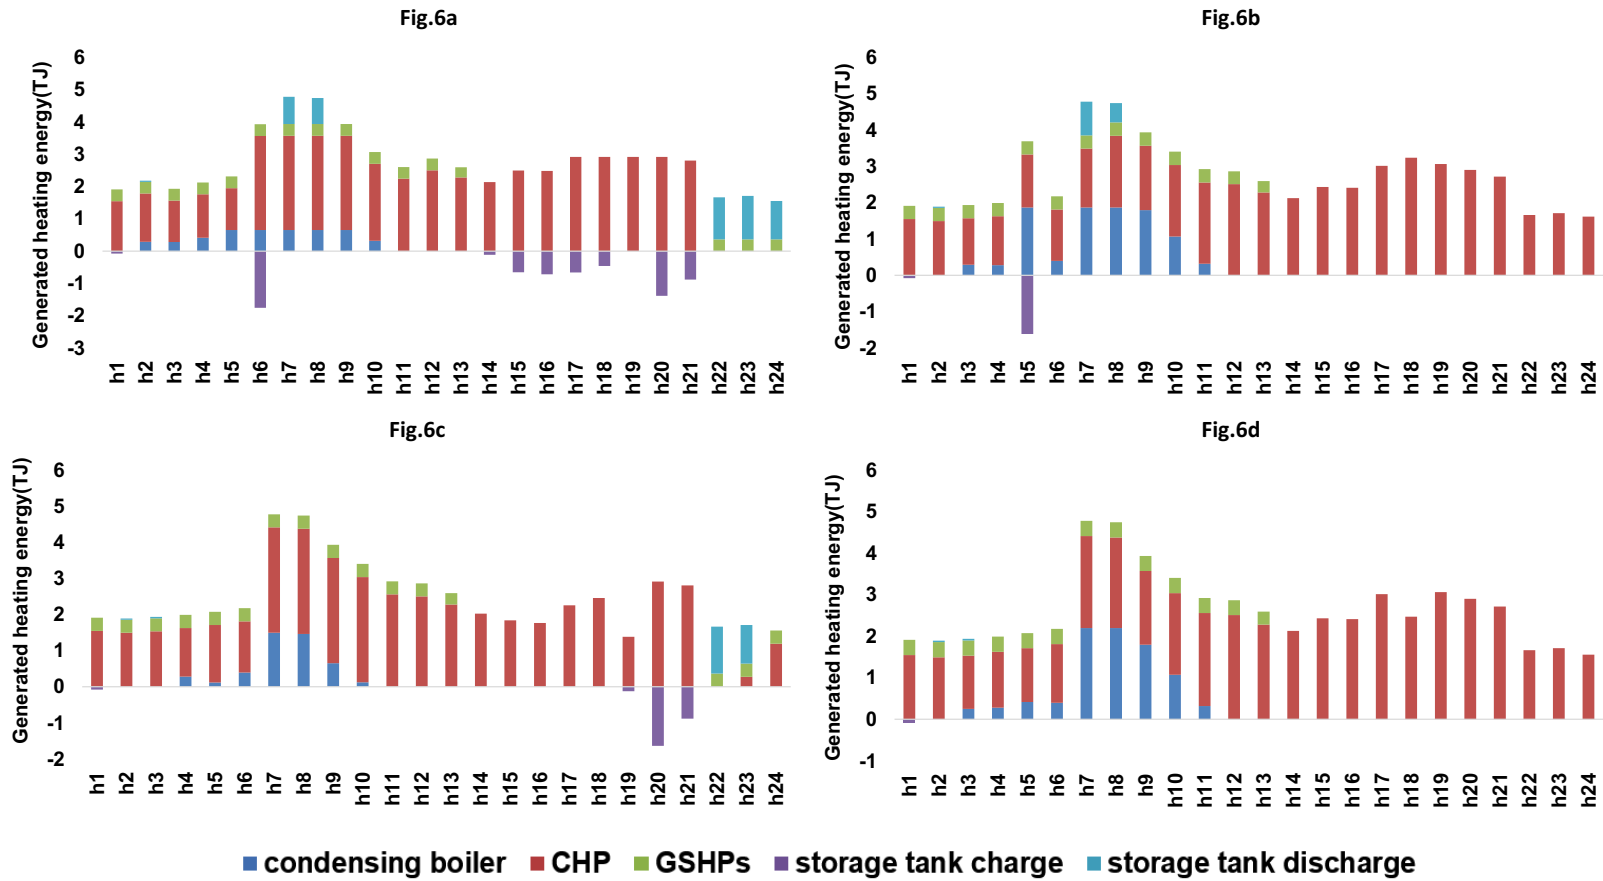 Fig.6a
Generated heating energy(TJ)
6
5
4
3
2
1
0
-1
-2
-3
h1 h2 h3 h4 h5 h6 h7 h8 h9 h10 h11 h12 h13 h14 h15 h16 h17 h18 h19 h20 h21 h22 h23 h24
Fig.6b
Generated heating energy(TJ)
6
5
4
3
2
1
0
-1
-2
h1 h2 h3 h4 h5 h6 h7 h8 h9 h10 h11 h12 h13 h14 h15 h16 h17 h18 h19 h20 h21 h22 h23 h24
Fig.6c
Generated heating energy(TJ)
6
5
4
3
2
1
0
-1
-2
h1 h2 h3 h4 h5 h6 h7 h8 h9 h10 h11 h12 h13 h14 h15 h16 h17 h18 h19 h20 h21 h22 h23 h24
Fig.6d
Generated heating energy(TJ)
6
5
4
3
2
1
0
-1
h1 h2 h3 h4 h5 h6 h7 h8 h9 h10 h11 h12 h13 h14 h15 h16 h17 h18 h19 h20 h21 h22 h23 h24
condensing boiler CHP GSHPs storage tank charge storage tank discharge